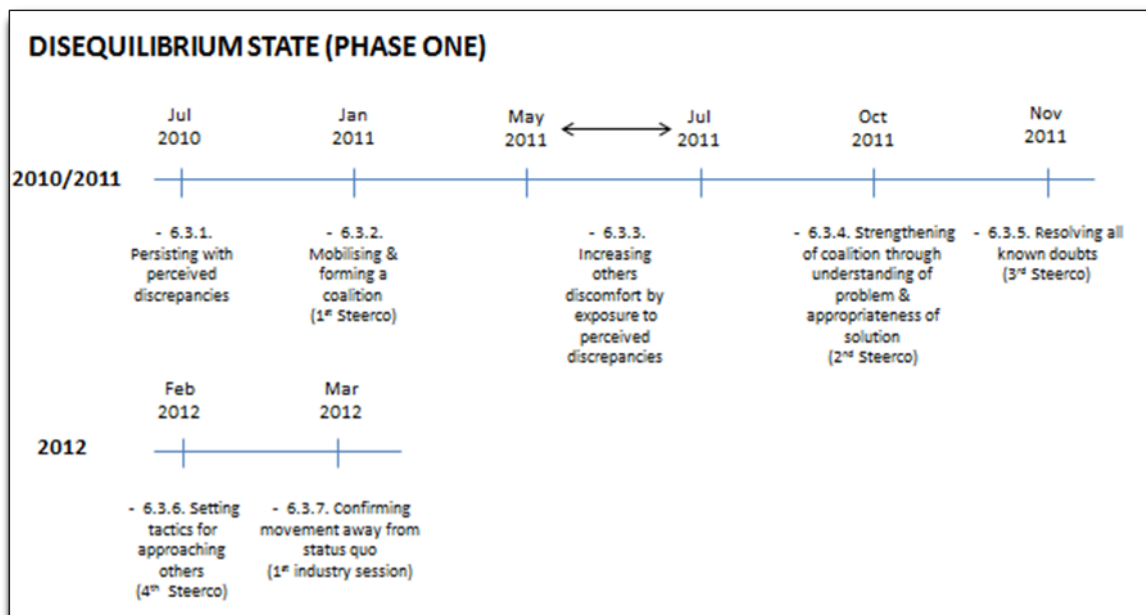 DISEQUILIBRIUM STATE (PHASE ONE)
Jul
2010
Jan
2011
May
2011
Jul
2011
Oct
2011
Nov
2011
2010/2011
- 6.3.1.
Persisting with
perceived
discrepancies
- 6.3.2.
Mobilising &
forming a
coalition
(1st Steerco)
- 6.3.3.
Increasing
others
discomfort by
exposure to
perceived
discrepancies
- 6.3.4. Strengthening
of coalition through
understanding of
problem &
appropriateness of
solution
(2nd Steerco)
- 6.3.5. Resolving all
known doubts
(3rd Steerco)
Feb
2012
Mar
2012
2012
- 6.3.6. Setting
tactics for
approaching
others
(4th Steerco)
- 6.3.7. Confirming
movement away from
status quo
(1st industry session)